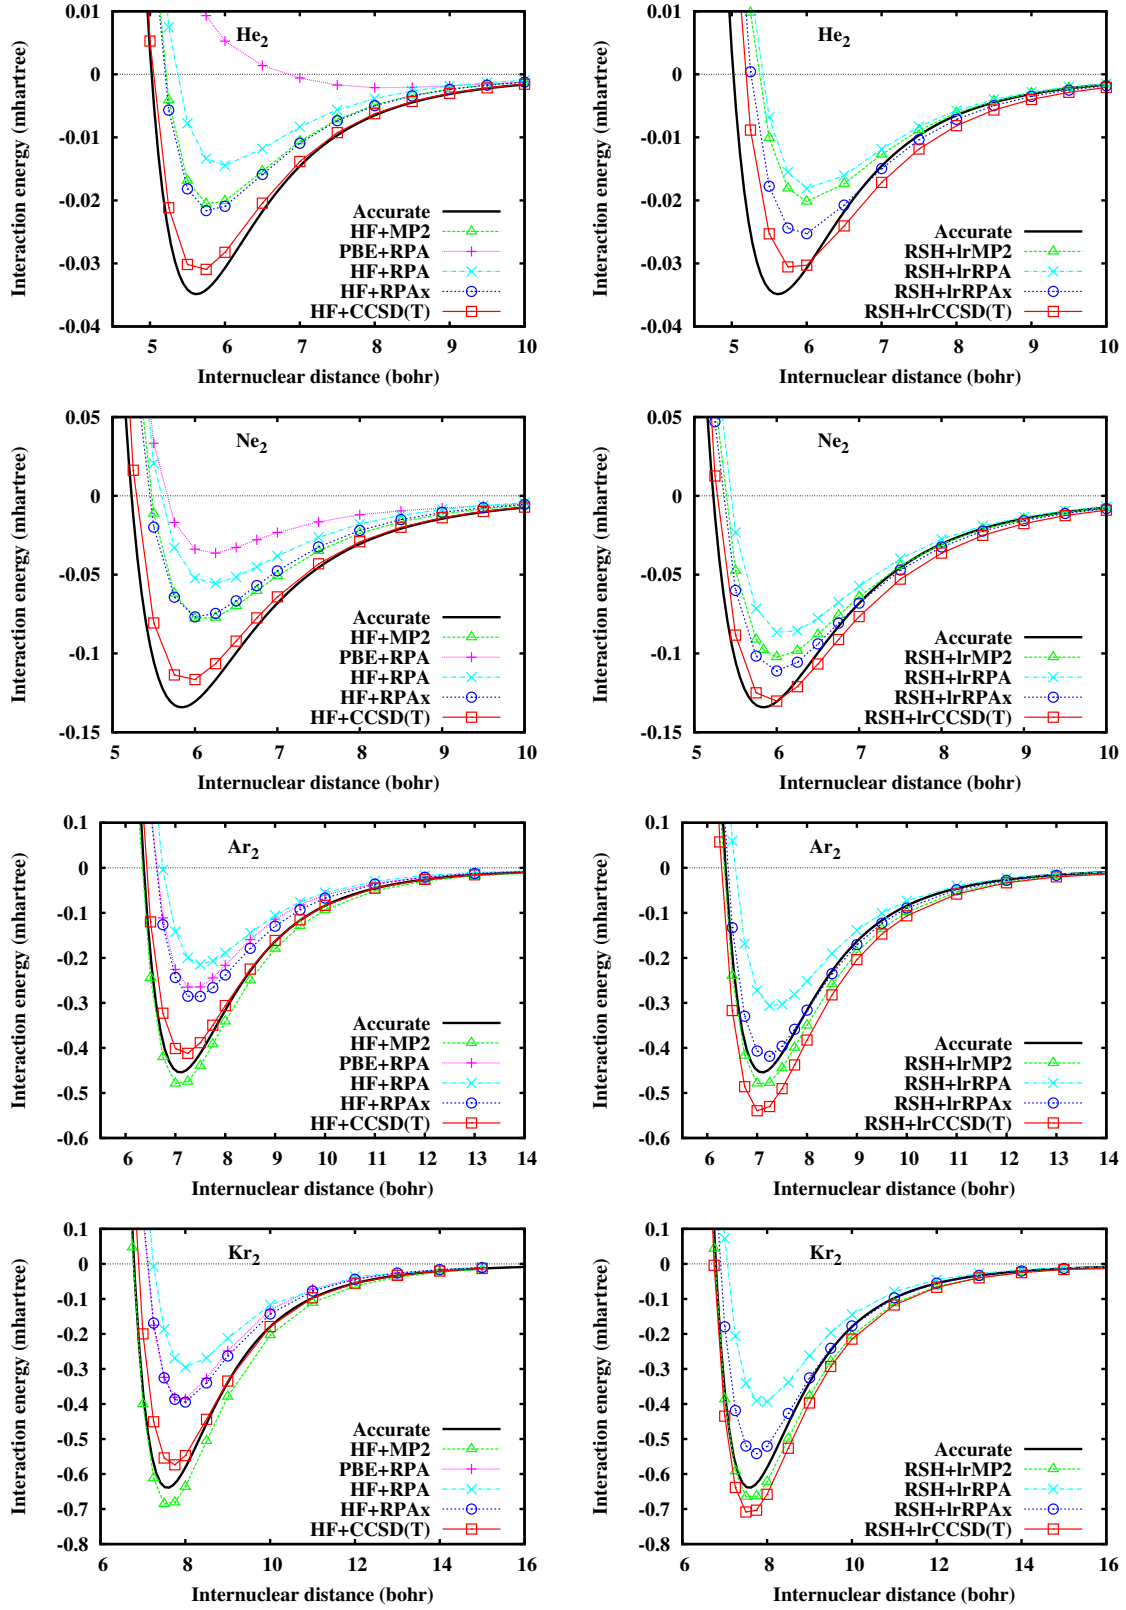 0.01
0
-0.01
-0.02
-0.03
-0.04
5 6 7 8 9 10
Interaction energy (mhartree)
Internuclear distance (bohr)
He2
Accurate
HF+MP2
PBE+RPA
HF+RPA
HF+RPAx
HF+CCSD(T)
0.01
0
-0.01
-0.02
-0.03
-0.04
5 6 7 8 9 10
Interaction energy (mhartree)
Internuclear distance (bohr)
He2
Accurate
RSH+lrMP2
RSH+lrRPA
RSH+lrRPAx
RSH+lrCCSD(T)
0.05
0
-0.05
-0.1
-0.15
5 6 7 8 9 10
Interaction energy (mhartree)
Internuclear distance (bohr)
Ne2
Accurate
HF+MP2
PBE+RPA
HF+RPA
HF+RPAx
HF+CCSD(T)
0.05
0
-0.05
-0.1
-0.15
5 6 7 8 9 10
Interaction energy (mhartree)
Internuclear distance (bohr)
Ne2
Accurate
RSH+lrMP2
RSH+lrRPA
RSH+lrRPAx
RSH+lrCCSD(T)
0.1
0
-0.1
-0.2
-0.3
-0.4
-0.5
-0.6
6 7 8 9 10 11 12 13 14
Interaction energy (mhartree)
Internuclear distance (bohr)
Ar2
Accurate
HF+MP2
PBE+RPA
HF+RPA
HF+RPAx
HF+CCSD(T)
0.1
0
-0.1
-0.2
-0.3
-0.4
-0.5
-0.6
6 7 8 9 10 11 12 13 14
Interaction energy (mhartree)
Internuclear distance (bohr)
Ar2
Accurate
RSH+lrMP2
RSH+lrRPA
RSH+lrRPAx
RSH+lrCCSD(T)
0.1
0
-0.1
-0.2
-0.3
-0.4
-0.5
-0.6
-0.7
-0.8
6 8 10 12 14 16
Interaction energy (mhartree)
Internuclear distance (bohr)
Kr2
Accurate
HF+MP2
PBE+RPA
HF+RPA
HF+RPAx
HF+CCSD(T)
0.1
0
-0.1
-0.2
-0.3
-0.4
-0.5
-0.6
-0.7
-0.8
6 8 10 12 14 16
Interaction energy (mhartree)
Internuclear distance (bohr)
Kr2
Accurate
RSH+lrMP2
RSH+lrRPA
RSH+lrRPAx
RSH+lrCCSD(T)